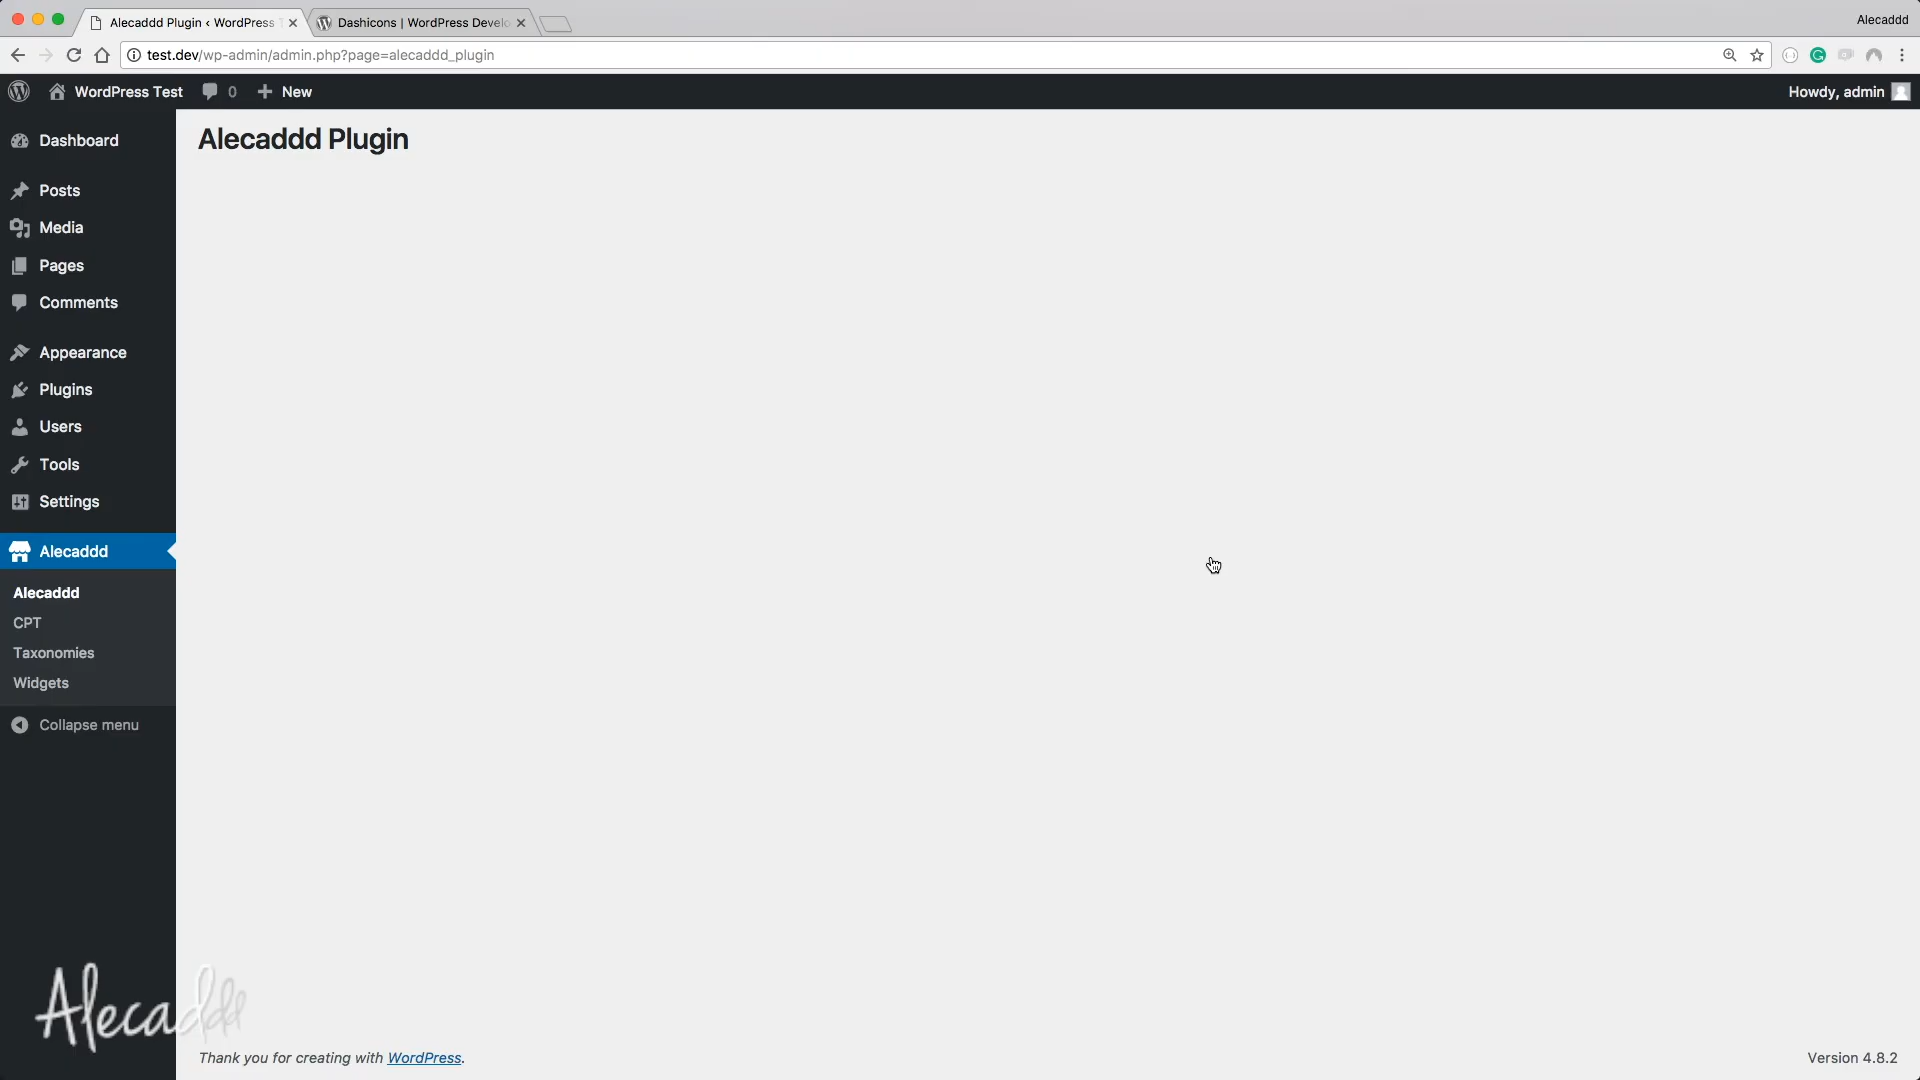 Alecaddd Plugin ‹ WordPress T
Dashicons | WordPress Develo
Alecaddd
test.dev/wp-admin/admin.php?page=alecaddd_plugin
WordPress Test
0
New
Howdy, admin
Dashboard
Posts
Media
Pages
Comments
Appearance
Plugins
Users
Tools
Settings
Alecaddd
Alecaddd
CPT
Taxonomies
Widgets
Collapse menu
Alecaddd Plugin
Alecaddd
Thank you for creating with WordPress.
Version 4.8.2